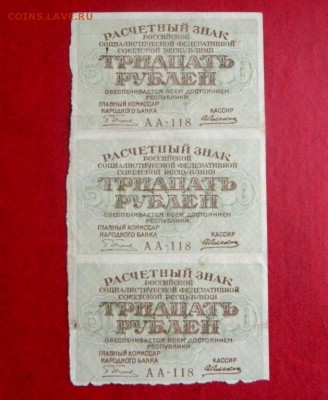 COINS.LAVE.RU
РАСЧЕТНЫЙ ЗНАК
РОССИЙСКОЙ
СОЦИАЛИСТИЧЕСКОЙ ФЕДЕРАТИВНОЙ
СОВЕТСКОЙ РЕСПУБЛИКИ
ТРИДЦАТЬ
РУБЛЕЙ
ОБЕСПЕЧИВАЕТСЯ ВСЕМ ДОСТОЯНИЕМ
РЕСПУБЛИКИ
ГЛАВНЫЙ КОМИССАР КАССИР
НАРОДНОГО БАНКА
АА-118
РАСЧЕТНЫЙ ЗНАК
РОССИЙСКОЙ
СОЦИАЛИСТИЧЕСКОЙ ФЕДЕРАТИВНОЙ
СОВЕТСКОЙ РЕСПУБЛИКИ
ТРИДЦАТЬ
РУБЛЕЙ
ОБЕСПЕЧИВАЕТСЯ ВСЕМ ДОСТОЯНИЕМ
РЕСПУБЛИКИ
ГЛАВНЫЙ КОМИССАР КАССИР
НАРОДНОГО БАНКА
АА-118
РАСЧЕТНЫЙ ЗНАК
РОССИЙСКОЙ
СОЦИАЛИСТИЧЕСКОЙ ФЕДЕРАТИВНОЙ
СОВЕТСКОЙ РЕСПУБЛИКИ
ТРИДЦАТЬ
РУБЛЕЙ
ОБЕСПЕЧИВАЕТСЯ ВСЕМ ДОСТОЯНИЕМ
РЕСПУБЛИКИ
ГЛАВНЫЙ КОМИССАР КАССИР
НАРОДНОГО БАНКА
АА-118